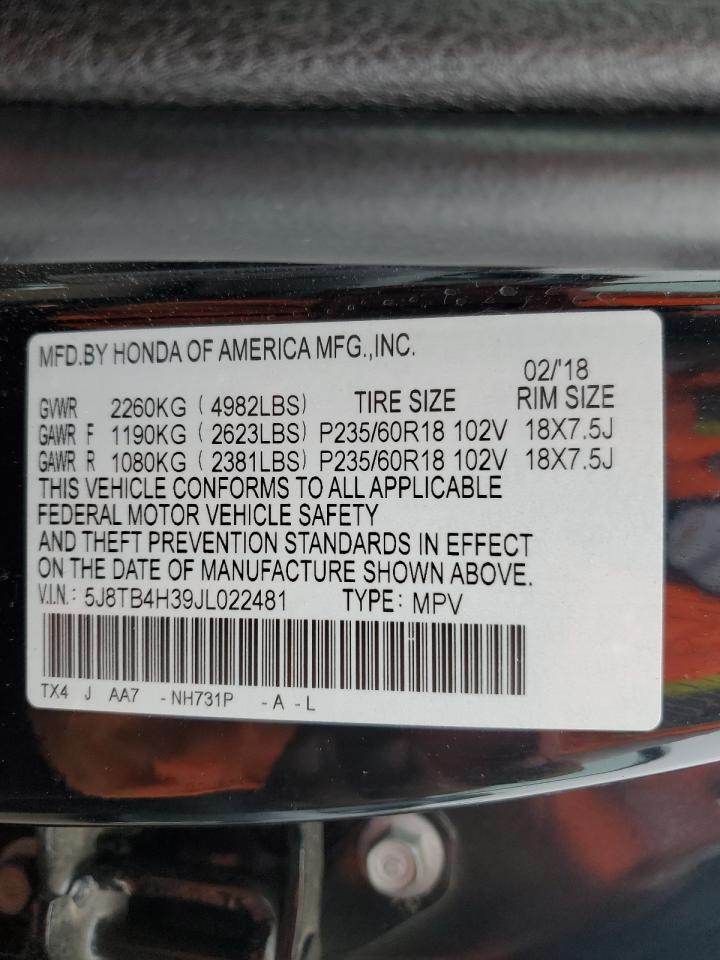 MFD.BY HONDA OF AMERICA MFG.,INC.
02/'18
GVWR 2260KG (4982LBS) TIRE SIZE RIM SIZE
GAWR F 1190KG (2623LBS) P235/60R18 102V 18X7.5J
GAWR R 1080KG (2381LBS) P235/60R18 102V 18X7.5J
THIS VEHICLE CONFORMS TO ALL APPLICABLE
FEDERAL MOTOR VEHICLE SAFETY
AND THEFT PREVENTION STANDARDS IN EFFECT
ON THE DATE OF MANUFACTURE SHOWN ABOVE.
V.I.N.: 5J8TB4H39JL022481 TYPE: MPV
TX4 J AA7 -NH731P -A -L